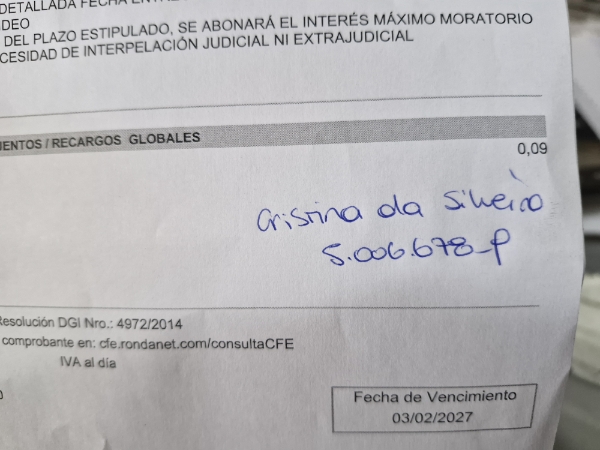 DETALLADA FECHA
DEO
DEL PLAZO ESTIPULADO, SE ABONARÁ EL INTERÉS MÁXIMO MORATORIO
CESIDAD DE INTERPELACIÓN JUDICIAL NI EXTRAJUDICIAL
IENTOS / RECARGOS GLOBALES
0,09
Cristina da Silveira
5.006.678-
Resolución DGI Nro.: 4972/2014
comprobante en: cfe.rondanet.com/consultaCFE
IVA al día
Fecha de Vencimiento
03/02/2027